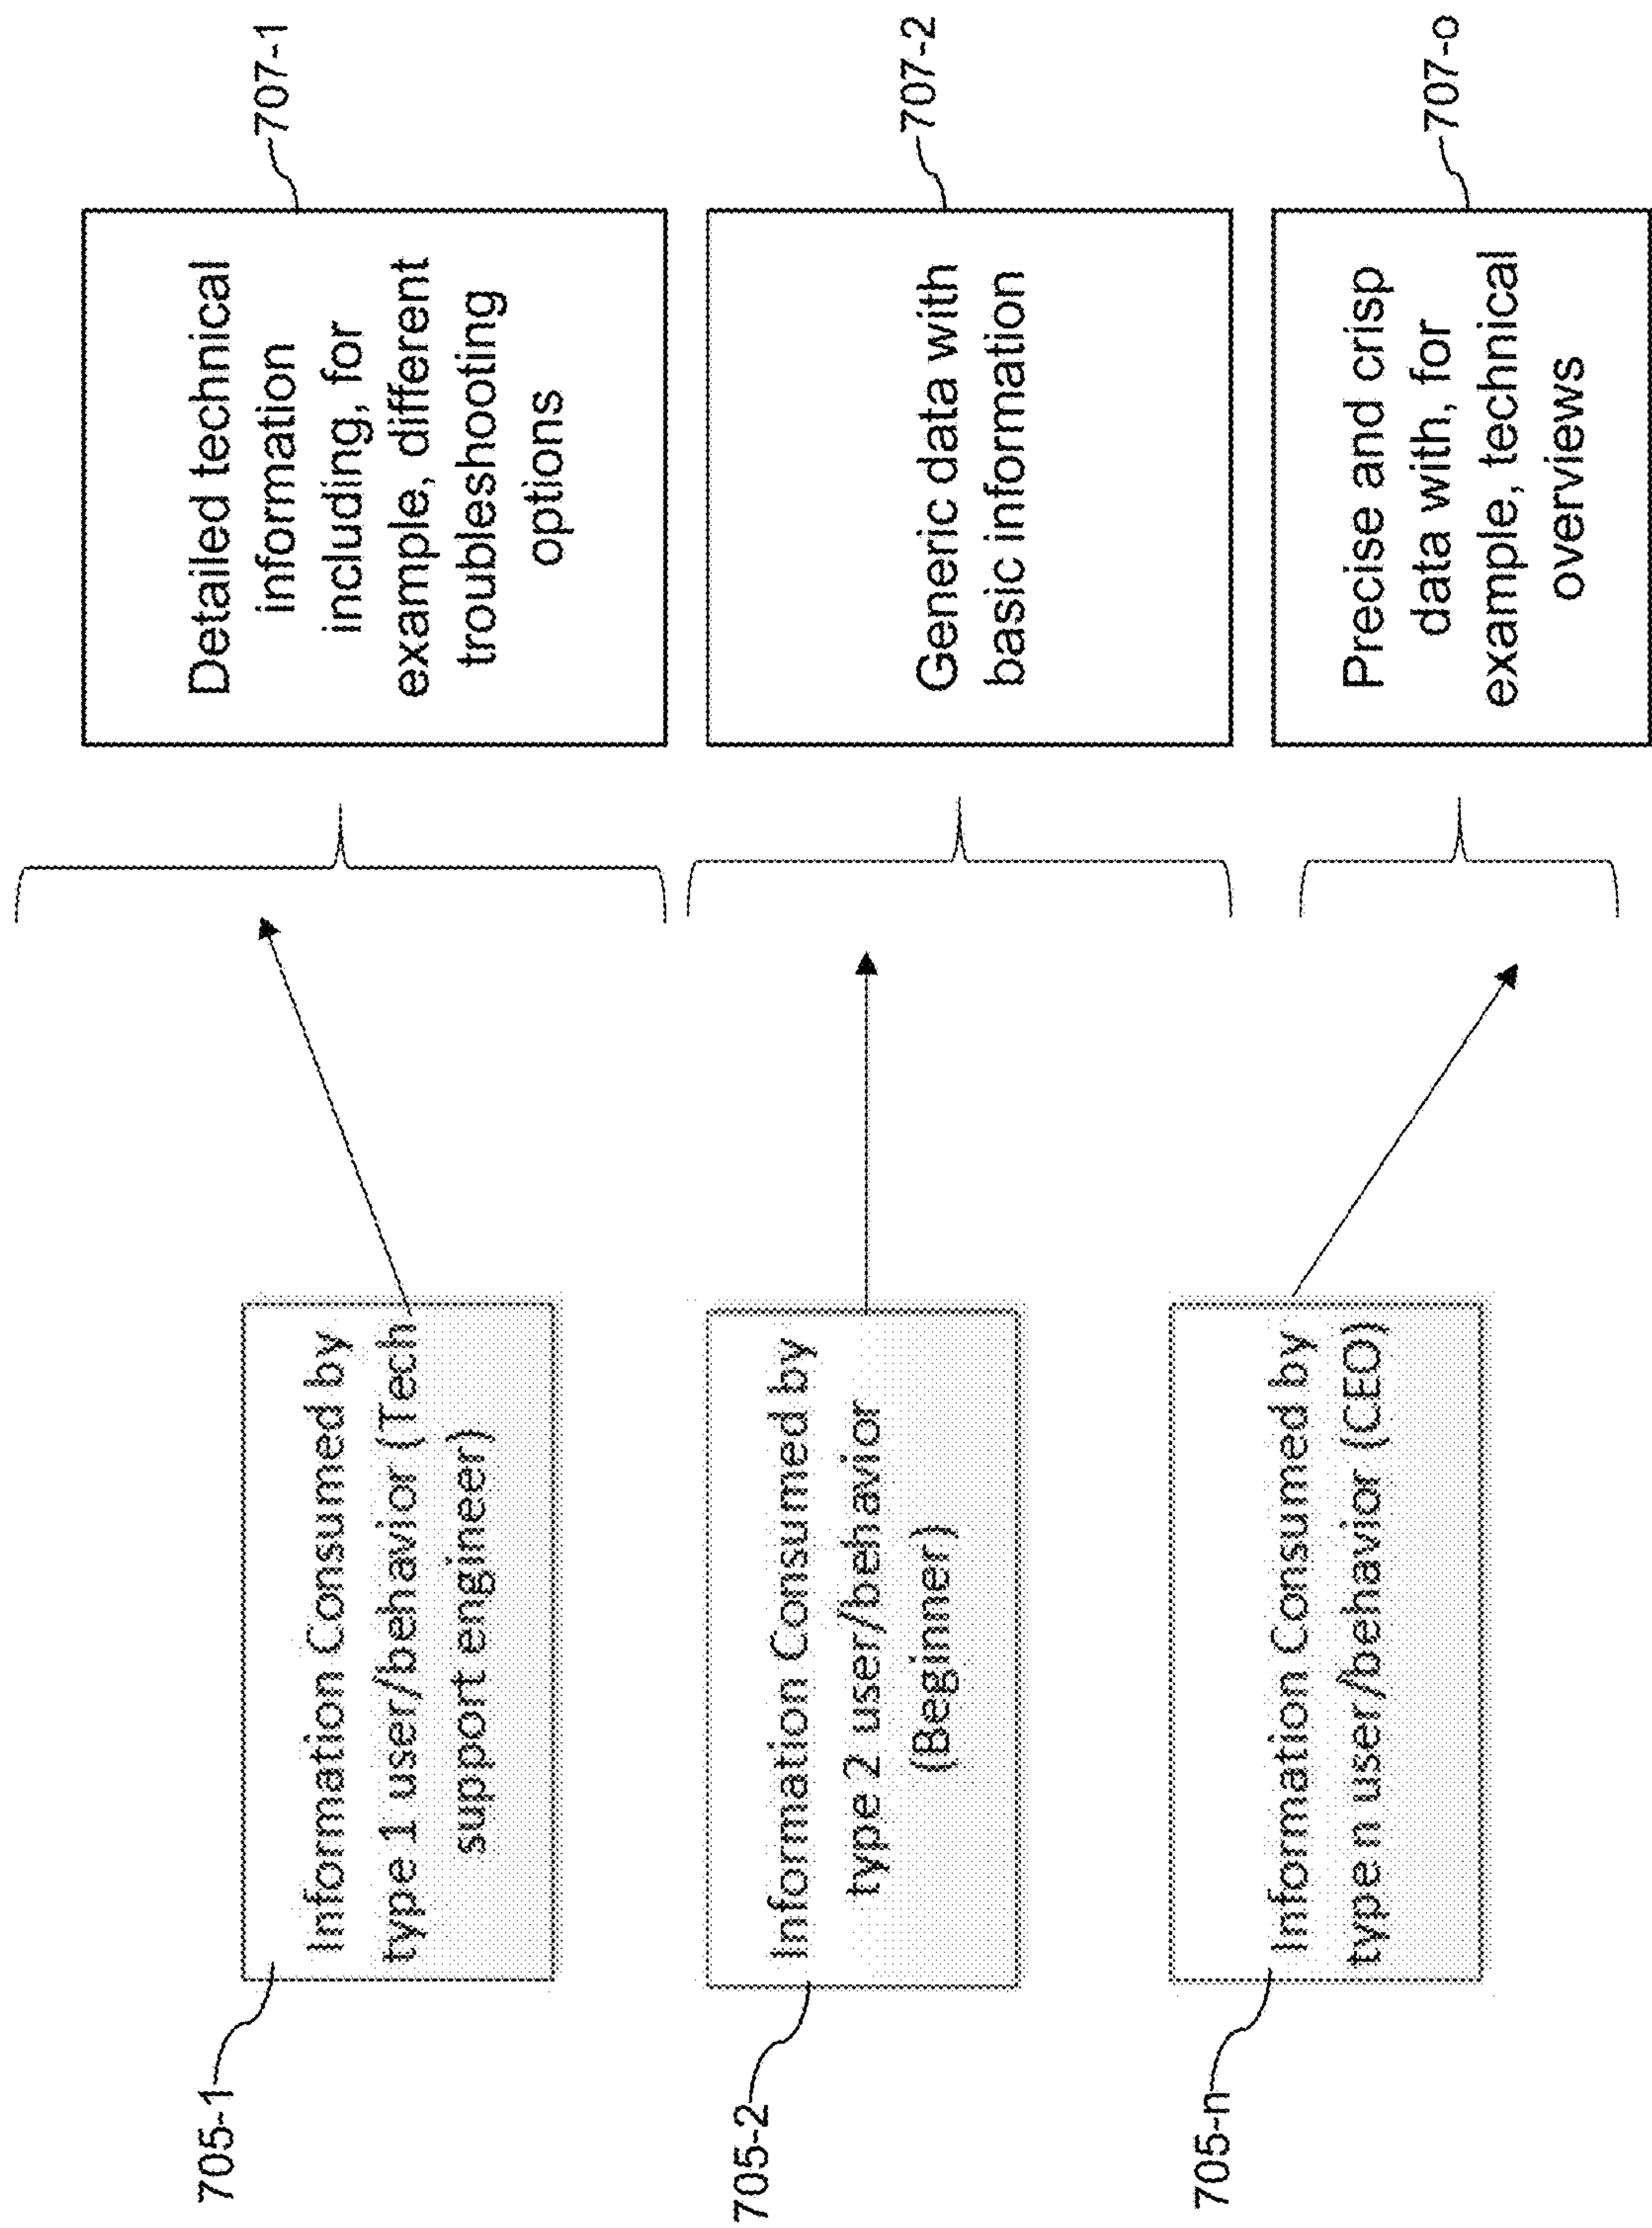 705-1
Information Consumed by
type 1 user/behavior (Tech
support engineer)
Detailed technical
information
including, for
example, different
troubleshooting
options
707-1
705-2
Information Consumed by
type 2 user/behavior
(Beginner)
Generic data with
basic information
707-2
705-n
Information Consumed by
type n user/behavior (CEO)
Precise and crisp
data with, for
example, technical
overviews
707-o